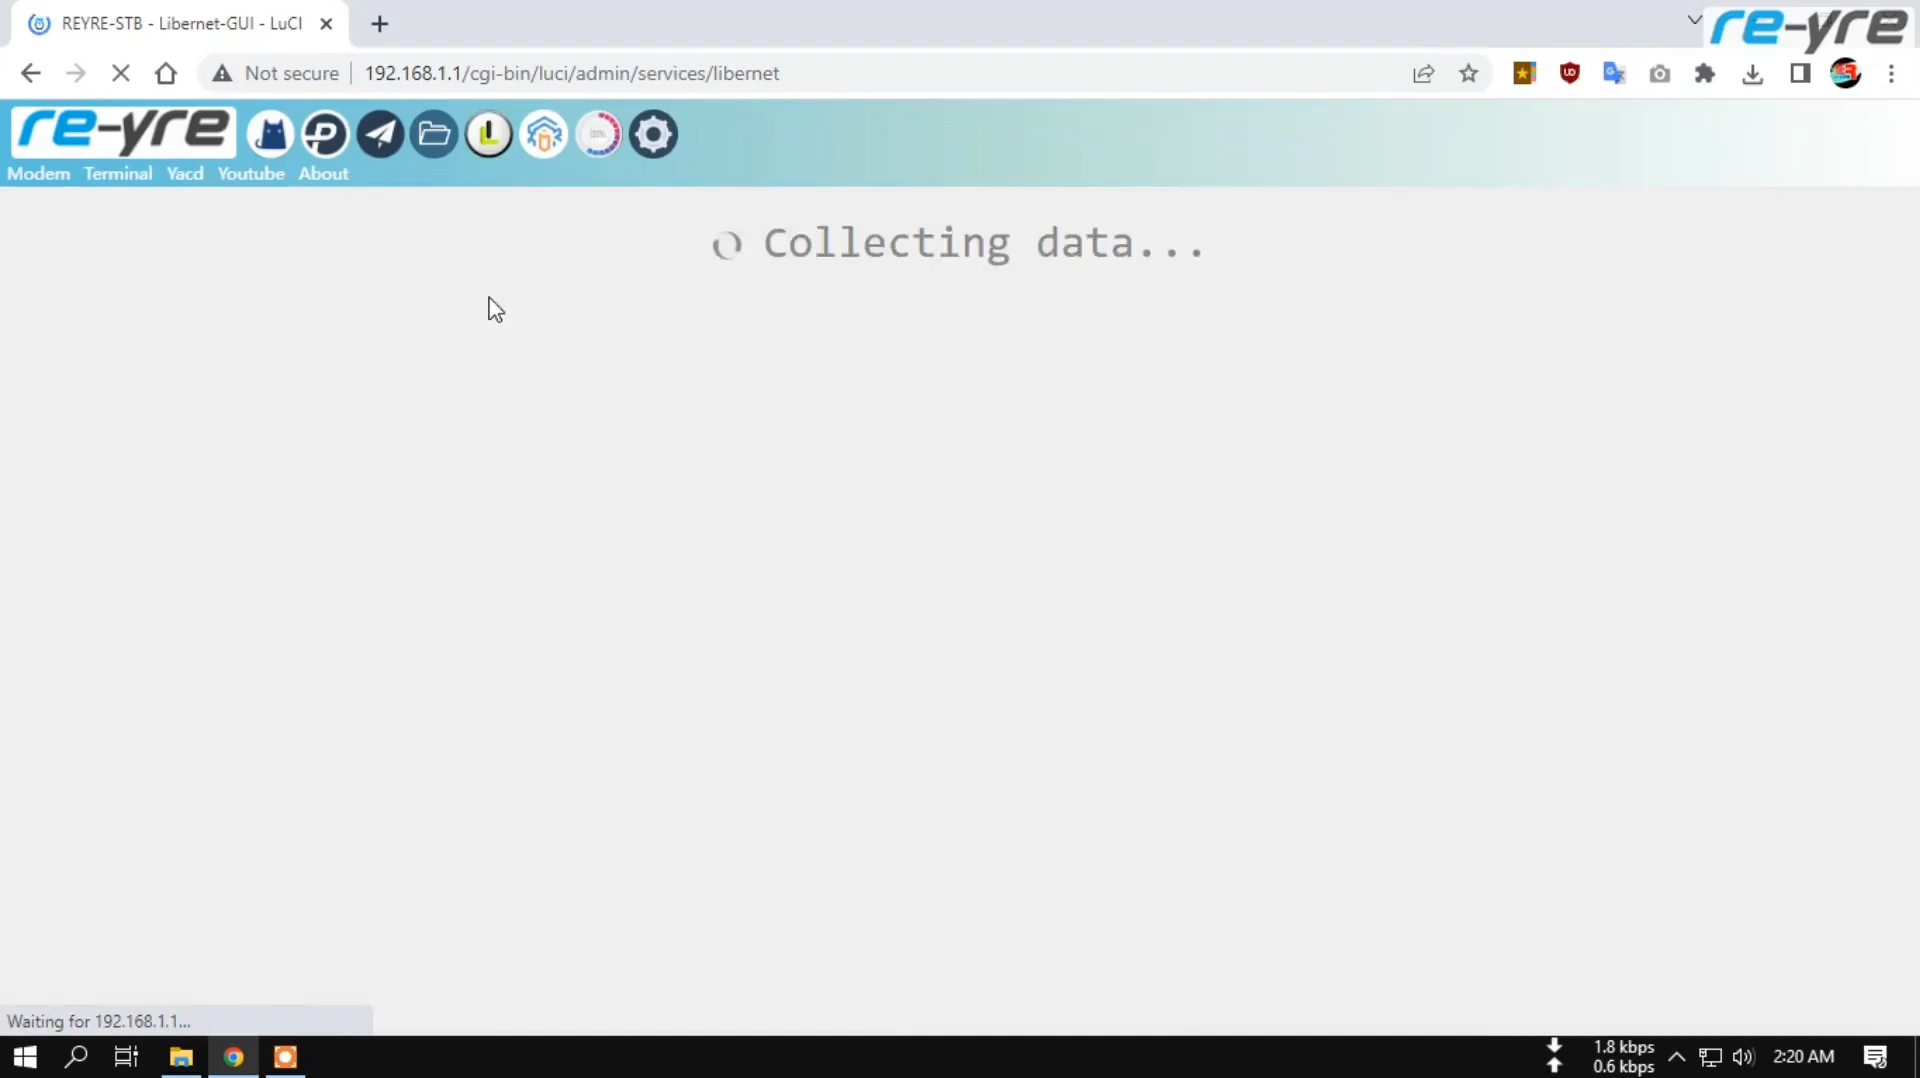 REYRE-STB - Libernet-GUI - LuCI
re-yre
Not secure
192.168.1.1/cgi-bin/luci/admin/services/libernet
re-yre
Modem Terminal Yacd Youtube About
Collecting data...
Waiting for 192.168.1.1...
1.8 kbps
0.6 kbps
2:20 AM